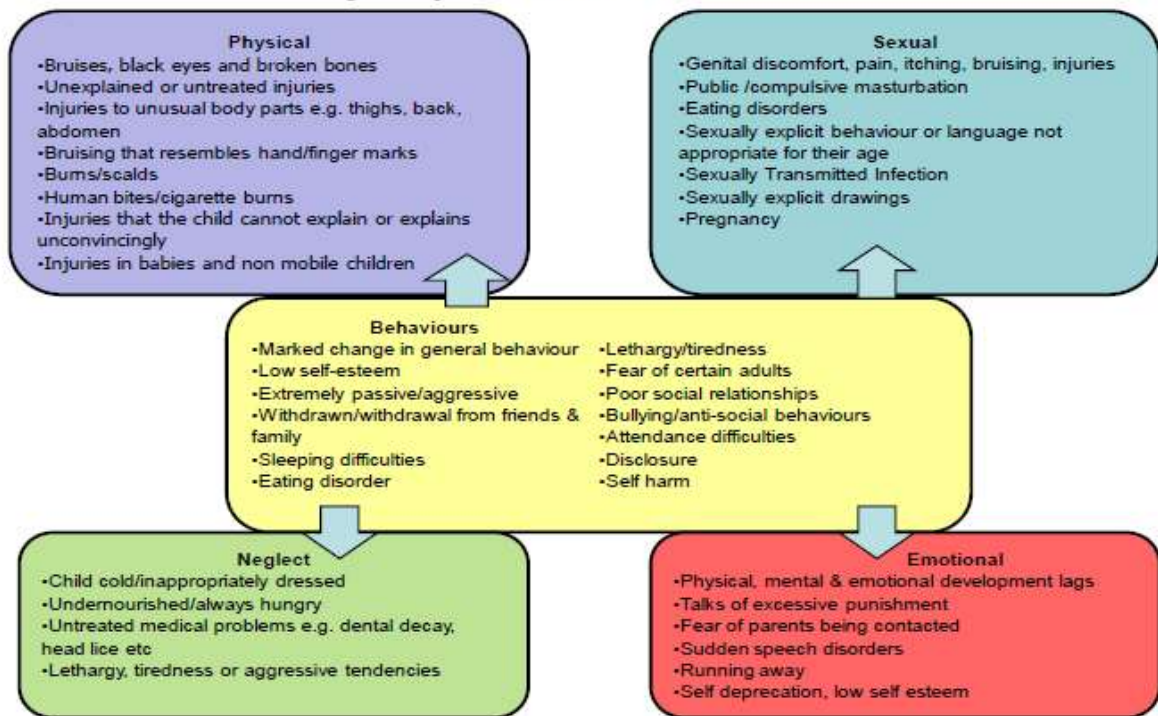 Physical
•Bruises, black eyes and broken bones
•Unexplained or untreated injuries
•Injuries to unusual body parts e.g. thighs, back,
abdomen
•Bruising that resembles hand/finger marks
•Burns/scalds
•Human bites/cigarette burns
•Injuries that the child cannot explain or explains
unconvincingly
•Injuries in babies and non mobile children
Sexual
•Genital discomfort, pain, itching, bruising, injuries
•Public /compulsive masturbation
•Eating disorders
•Sexually explicit behaviour or language not
appropriate for their age
•Sexually Transmitted Infection
•Sexually explicit drawings
•Pregnancy
Behaviours
•Marked change in general behaviour
•Low self-esteem
•Extremely passive/aggressive
•Withdrawn/withdrawal from friends &
family
•Sleeping difficulties
•Eating disorder
•Lethargy/tiredness
•Fear of certain adults
•Poor social relationships
•Bullying/anti-social behaviours
•Attendance difficulties
•Disclosure
•Self harm
Neglect
•Child cold/inappropriately dressed
•Undernourished/always hungry
•Untreated medical problems e.g. dental decay,
head lice etc
•Lethargy, tiredness or aggressive tendencies
Emotional
•Physical, mental & emotional development lags
•Talks of excessive punishment
•Fear of parents being contacted
•Sudden speech disorders
•Running away
•Self deprecation, low self esteem